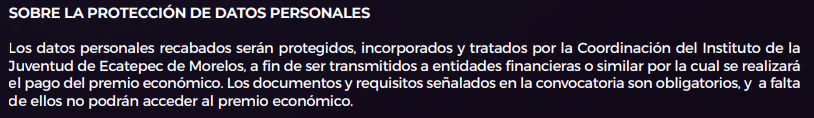 SOBRE LA PROTECCIÓN DE DATOS PERSONALES
Los datos personales recabados serán protegidos, incorporados y tratados por la Coordinación del Instituto de la
Juventud de Ecatepec de Morelos, a fin de ser transmitidos a entidades financieras o similar por la cual se realizará
el pago del premio económico. Los documentos y requisitos señalados en la convocatoria son obligatorios, y a falta
de ellos no podrán acceder al premio económico.